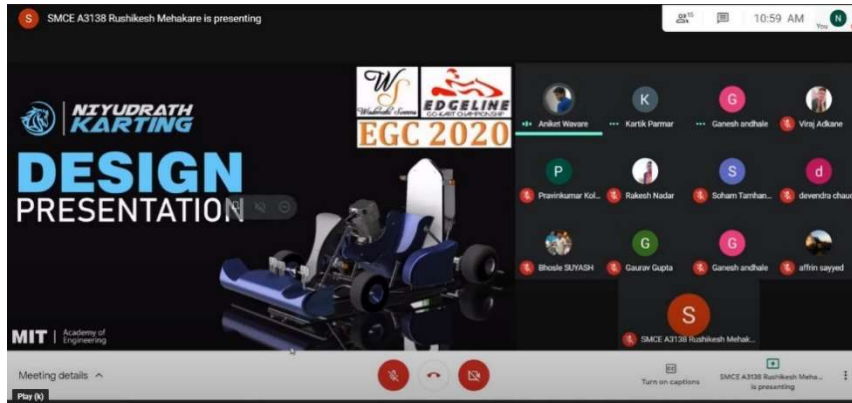 S SMCE A3138 Rushikesh Mehakare is presenting
15
10:59 AM
You
N
NIYUDRATH
KARTING
DESIGN
PRESENTATION
WS
EDGELINE
GO-KART CHAMPIONSHIP
EGC 2020
MIT | Academy of
Engineering
Aniket Wavare
K
Kartik Parmar
G
Ganesh andhale
Viraj Adkane
P
Pravinkumar Kol...
Rakesh Nadar
S
Soham Tamhan...
d
devendra chaud
Bhosle SUYASH
G
Gaurav Gupta
G
Ganesh andhale
affrin sayyed
S
SMCE A3138 Rushikesh Mehak...
Meeting details
Turn on captions
SMCE A3138 Rushikesh Meha...
is presenting
Play (k)